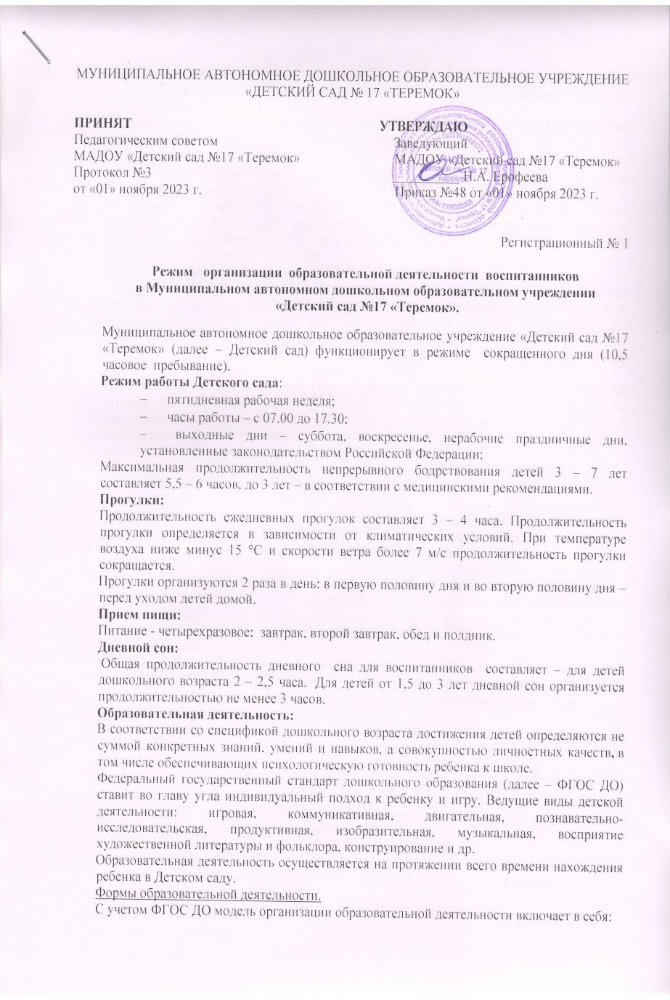 МУНИЦИПАЛЬНОЕ АВТОНОМНОЕ ДОШКОЛЬНОЕ ОБРАЗОВАТЕЛЬНОЕ УЧРЕЖДЕНИЕ
«ДЕТСКИЙ САД № 17 «ТЕРЕМОК»
ПРИНЯТ
Педагогическим советом
МАДОУ «Детский сад №17 «Теремок»
Протокол №3
от «01» ноября 2023 г.
УТВЕРЖДАЮ
Заведующий
МАДОУ «Детский сад №17 «Теремок»
Н.А. Ерофеева
Приказ №48 от «01» ноября 2023 г.
Регистрационный № 1
Режим организации образовательной деятельности воспитанников
в Муниципальном автономном дошкольном образовательном учреждении
«Детский сад №17 «Теремок».
Муниципальное автономное дошкольное образовательное учреждение «Детский сад №17
«Теремок» (далее – Детский сад) функционирует в режиме сокращенного дня (10,5
часовое пребывание).
Режим работы Детского сада:
– пятидневная рабочая неделя;
– часы работы – с 07.00 до 17.30;
– выходные дни – суббота, воскресенье, нерабочие праздничные дни,
установленные законодательством Российской Федерации;
Максимальная продолжительность непрерывного бодрствования детей 3 – 7 лет
составляет 5,5 – 6 часов, до 3 лет – в соответствии с медицинскими рекомендациями.
Прогулки:
Продолжительность ежедневных прогулок составляет 3 – 4 часа. Продолжительность
прогулки определяется в зависимости от климатических условий. При температуре
воздуха ниже минус 15 °С и скорости ветра более 7 м/с продолжительность прогулки
сокращается.
Прогулки организуются 2 раза в день: в первую половину дня и во вторую половину дня –
перед уходом детей домой.
Прием пищи:
Питание - четырехразовое: завтрак, второй завтрак, обед и полдник.
Дневной сон:
Общая продолжительность дневного сна для воспитанников составляет – для детей
дошкольного возраста 2 – 2,5 часа. Для детей от 1,5 до 3 лет дневной сон организуется
продолжительностью не менее 3 часов.
Образовательная деятельность:
В соответствии со спецификой дошкольного возраста достижения детей определяются не
суммой конкретных знаний, умений и навыков, а совокупностью личностных качеств, в
том числе обеспечивающих психологическую готовность ребенка к школе.
Федеральный государственный стандарт дошкольного образования (далее – ФГОС ДО)
ставит во главу угла индивидуальный подход к ребенку и игру. Ведущие виды детской
деятельности: игровая, коммуникативная, двигательная, познавательно-
исследовательская, продуктивная, изобразительная, музыкальная, восприятие
художественной литературы и фольклора, конструирование и др.
Образовательная деятельность осуществляется на протяжении всего времени нахождения
ребенка в Детском саду.
Формы образовательной деятельности.
С учетом ФГОС ДО модель организации образовательной деятельности включает в себя: